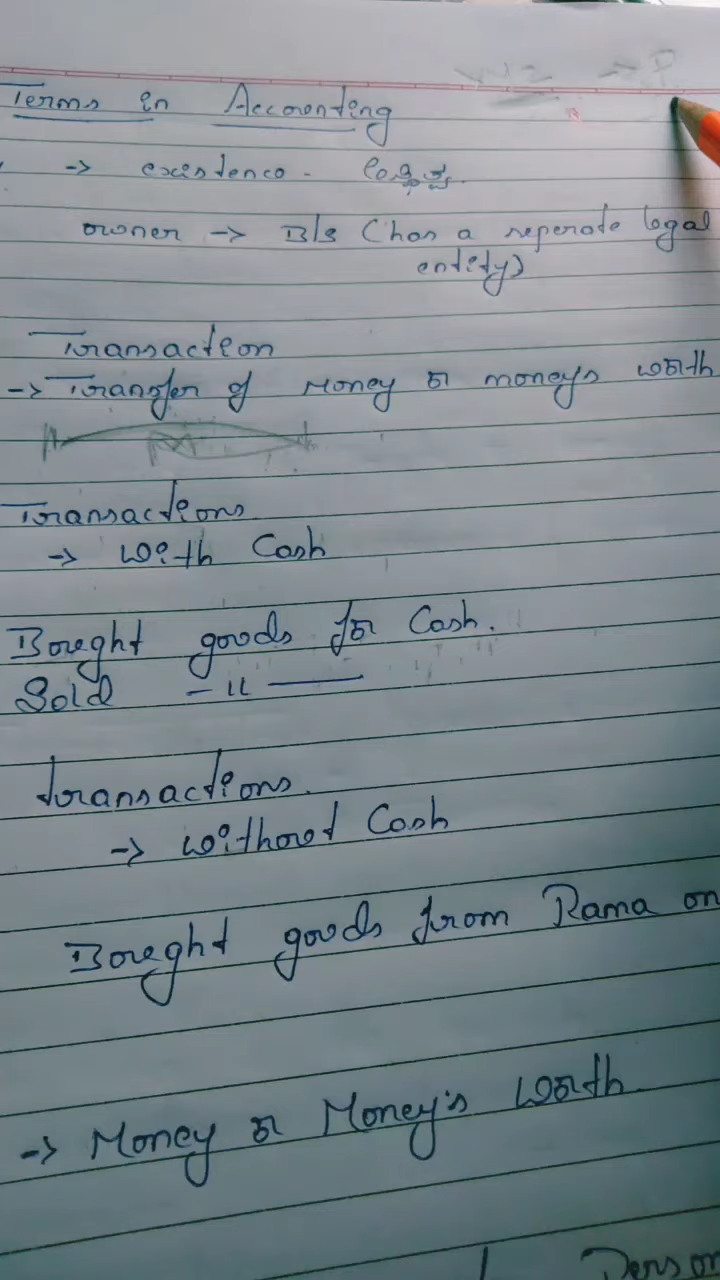 Terms in Accounting
-> existence -
owner -> B/s (has a seperate legal
entity)
Transaction
-> Transfer of Money or moneys worth
Transactions
-> with Cash
Bought goods for Cash.
Sold - 11 ——
transactions.
-> without Cash
Bought goods from Rama on
-> Money or Money's worth